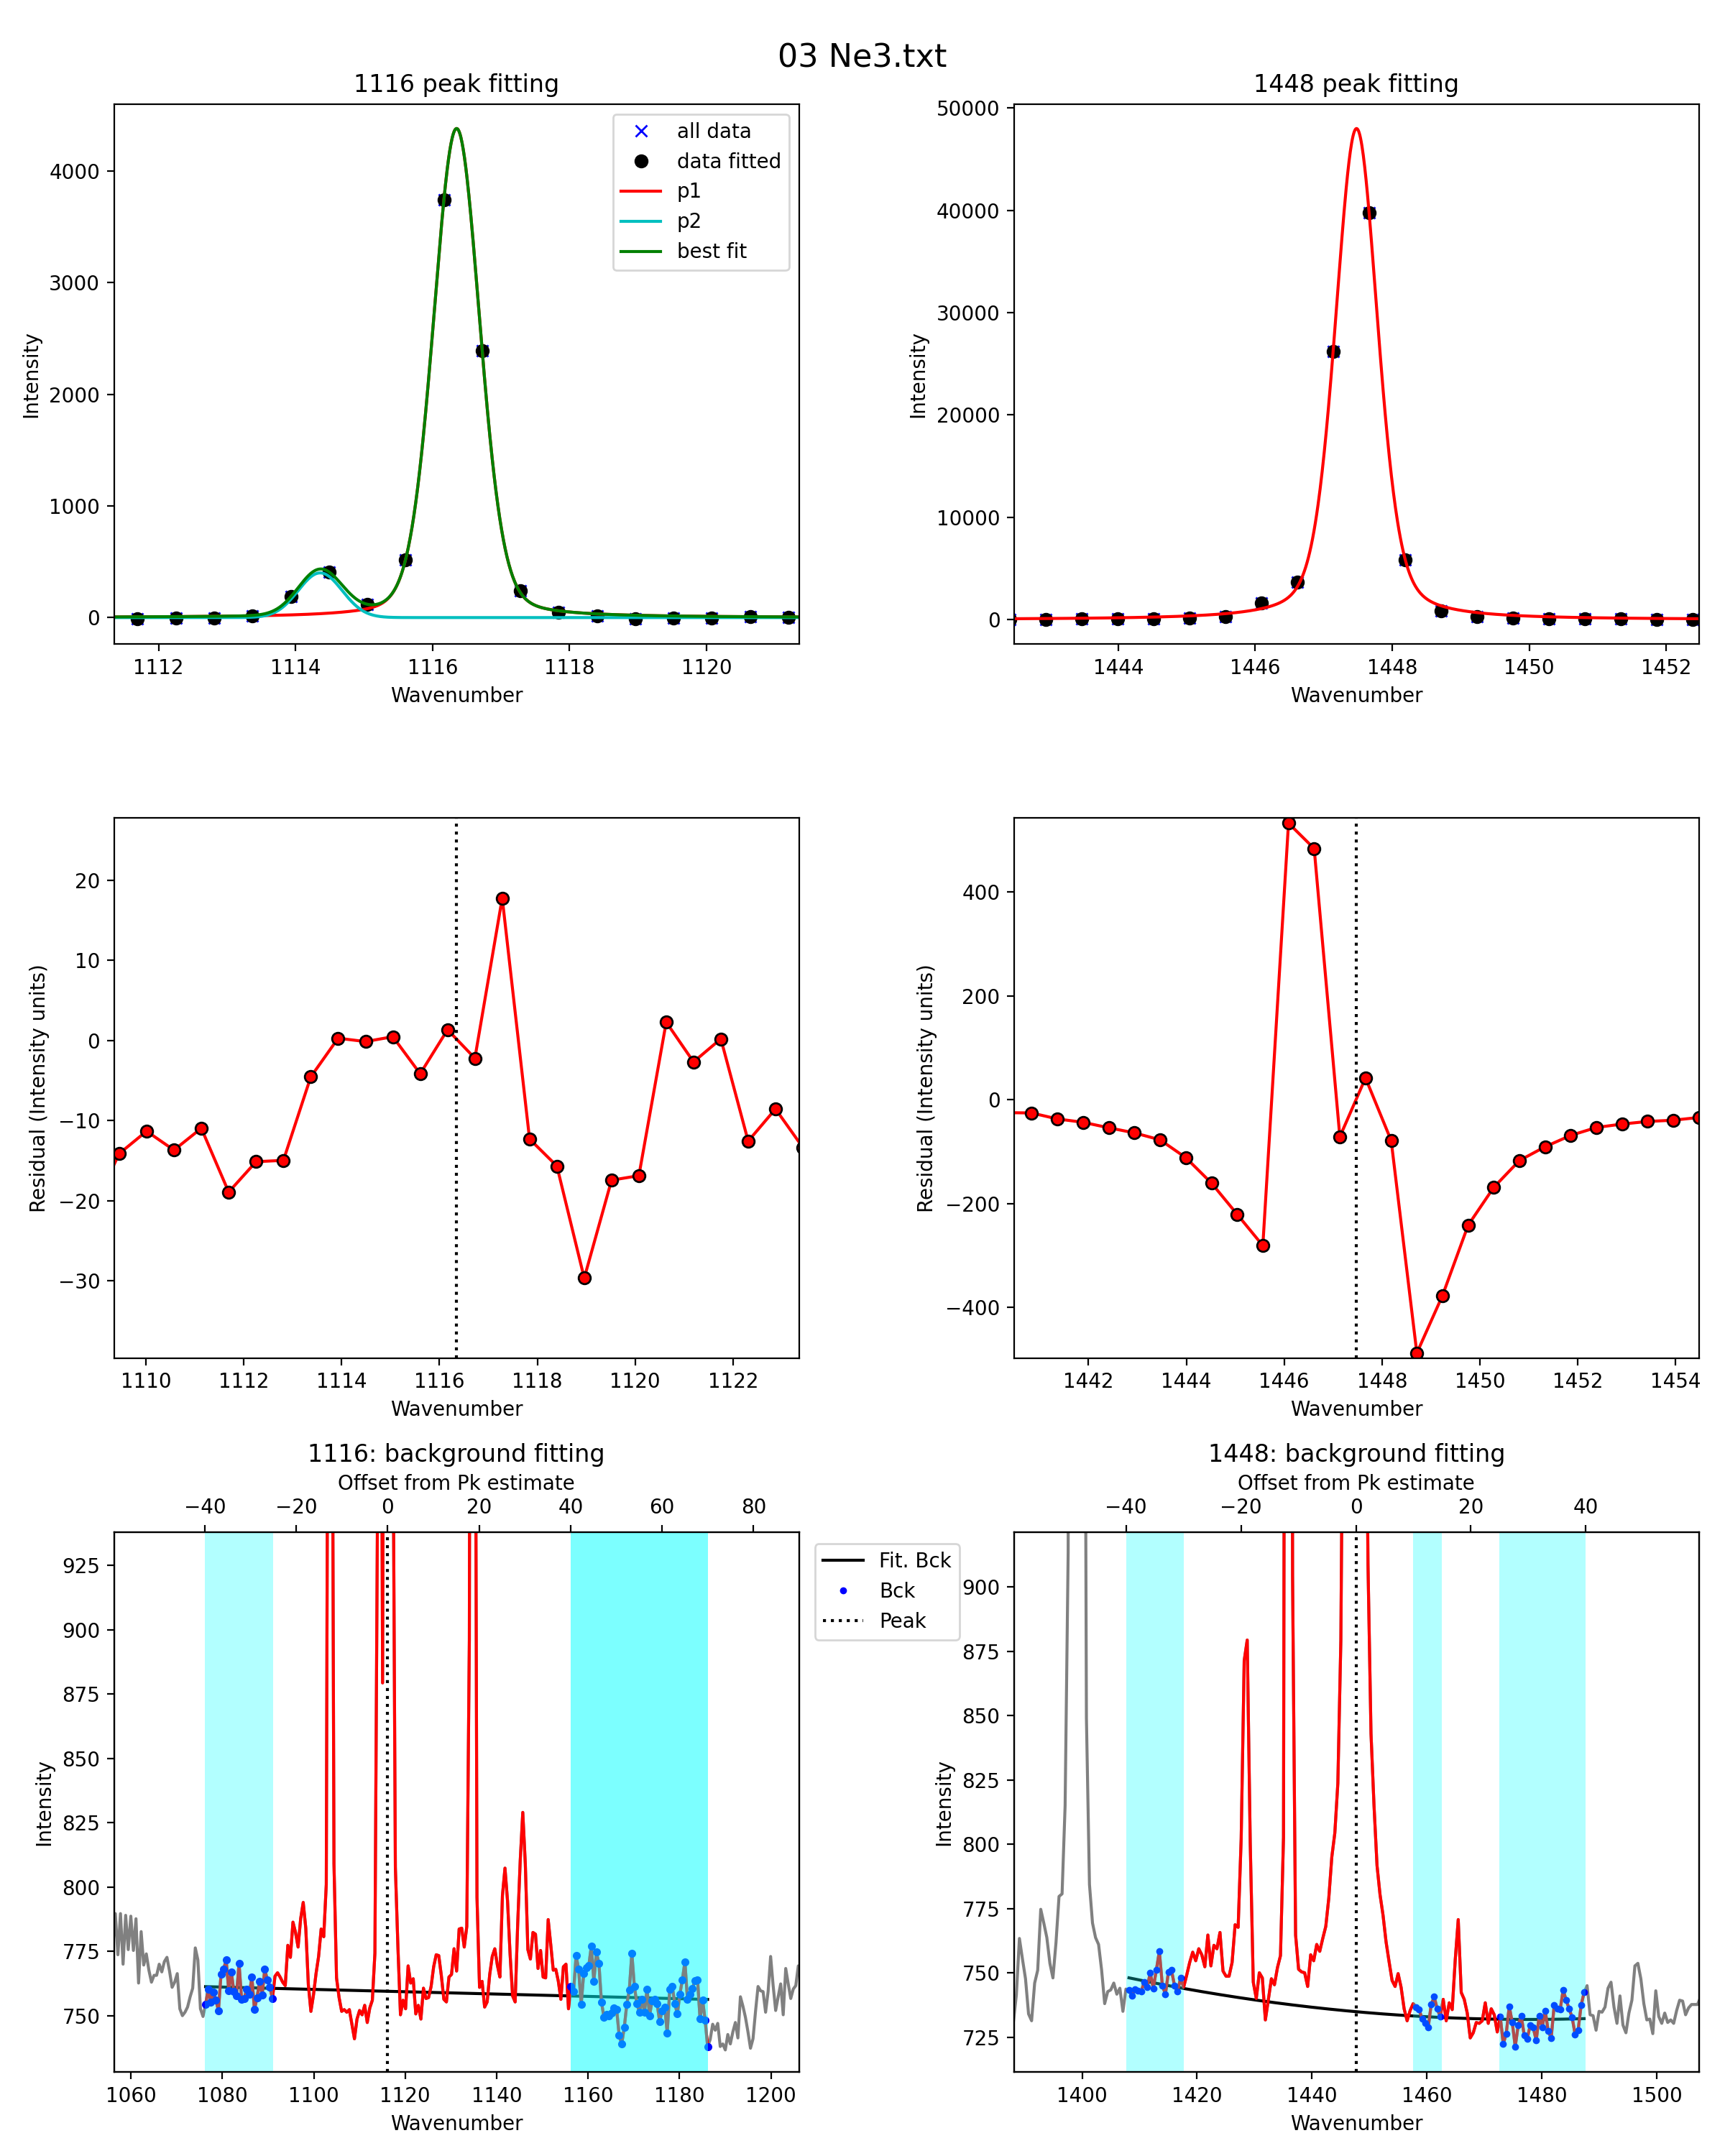 03 Ne3.txt
1116 peak fitting
all data
data fitted
p1
p2
best fit
4000
3000
2000
1000
0
Intensity
1112 1114 1116 1118 1120
Wavenumber
1448 peak fitting
50000
40000
30000
20000
10000
0
Intensity
1444 1446 1448 1450 1452
Wavenumber
20
10
0
−10
−20
−30
Residual (Intensity units)
1110 1112 1114 1116 1118 1120 1122
Wavenumber
400
200
0
−200
−400
Residual (Intensity units)
1442 1444 1446 1448 1450 1452 1454
Wavenumber
1116: background fitting
Offset from Pk estimate
−40 −20 0 20 40 60 80
925
900
875
850
825
800
775
750
Intensity
1060 1080 1100 1120 1140 1160 1180 1200
Wavenumber
Fit. Bck
Bck
Peak
1448: background fitting
Offset from Pk estimate
−40 −20 0 20 40
900
875
850
825
800
775
750
725
Intensity
1400 1420 1440 1460 1480 1500
Wavenumber